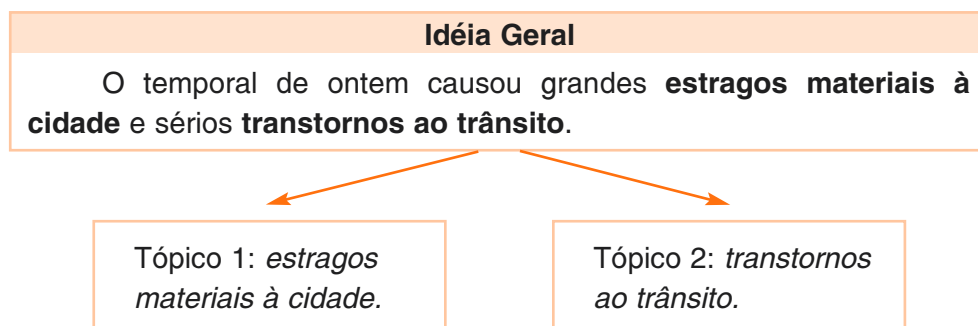 Idéia Geral
O temporal de ontem causou grandes estragos materiais à
cidade e sérios transtornos ao trânsito.
Tópico 1: estragos
materiais à cidade.
Tópico 2: transtornos
ao trânsito.